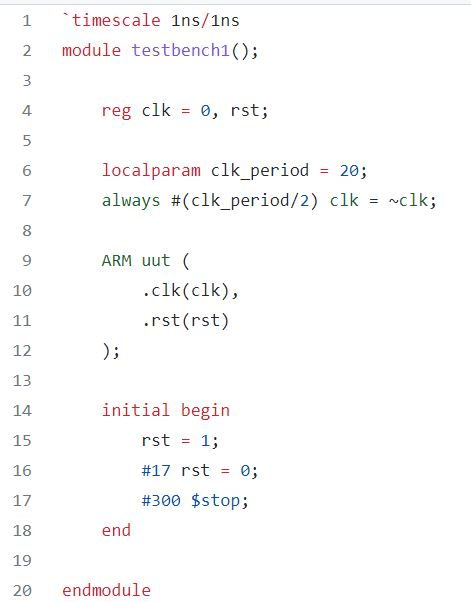 1 `timescale 1ns/1ns
2 module testbench1();
3
4 reg clk = 0, rst;
5
6 localparam clk_period = 20;
7 always #(clk_period/2) clk = ~clk;
8
9 ARM uut (
10 .clk(clk),
11 .rst(rst)
12 );
13
14 initial begin
15 rst = 1;
16 #17 rst = 0;
17 #300 $stop;
18 end
19
20 endmodule